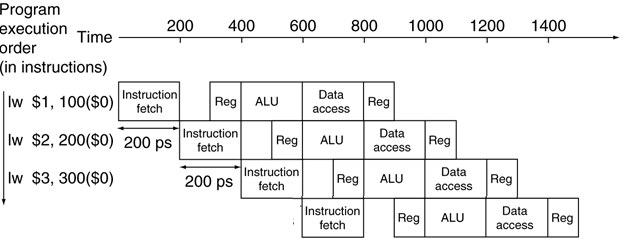 Program
execution
order
(in instructions)
Time
200 400 600 800 1000 1200 1400
lw $1, 100($0)
Instruction fetch Reg ALU Data access Reg
lw $2, 200($0)
200 ps
Instruction fetch Reg ALU Data access Reg
lw $3, 300($0)
200 ps
Instruction fetch Reg ALU Data access Reg
Instruction fetch Reg ALU Data access Reg